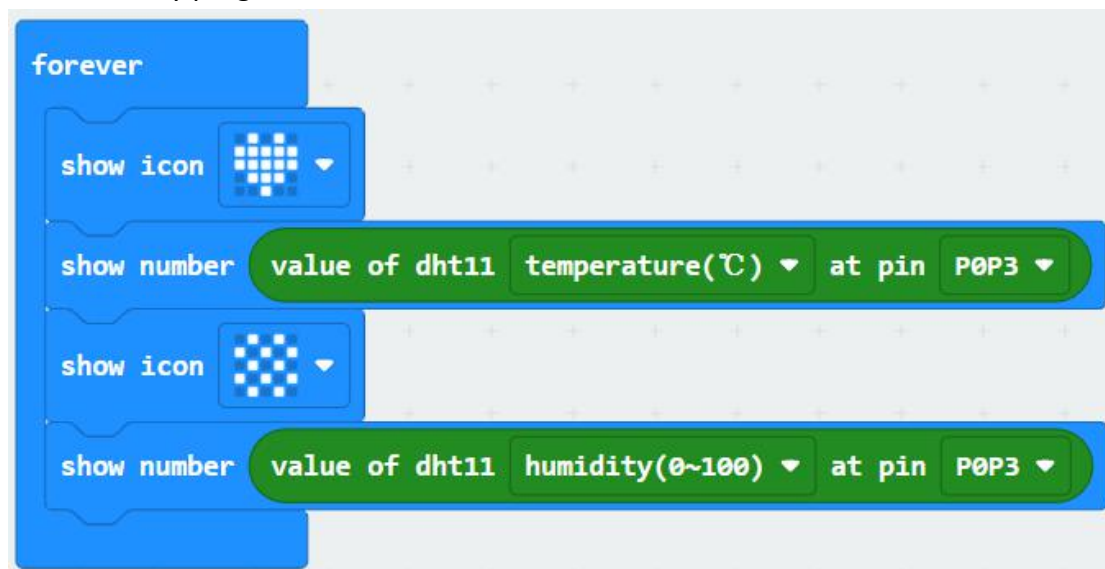 forever
show icon
show number value of dht11 temperature(℃) at pin P0P3
show icon
show number value of dht11 humidity(0~100) at pin P0P3